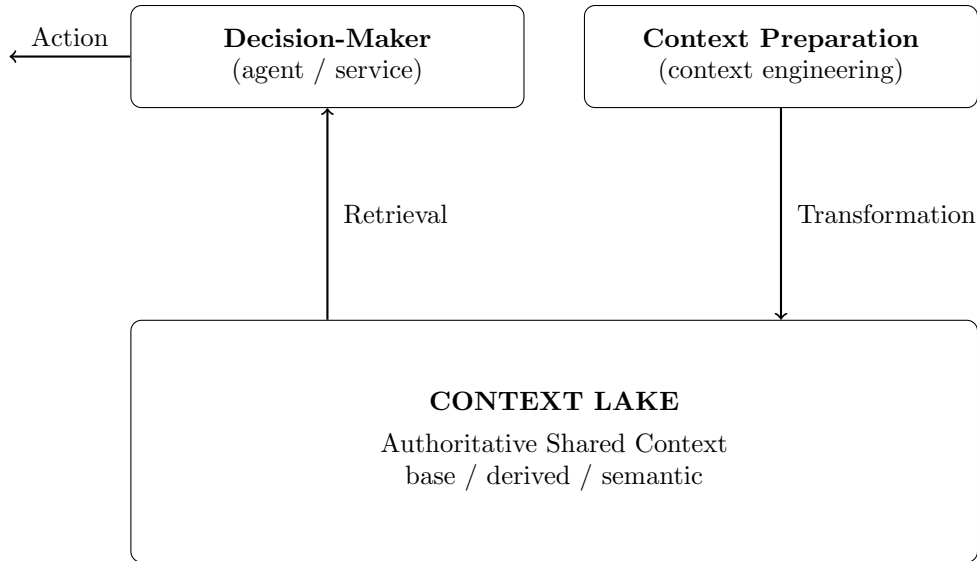 Action
Decision-Maker
(agent / service)
Context Preparation
(context engineering)
Retrieval
Transformation
CONTEXT LAKE
Authoritative Shared Context
base / derived / semantic